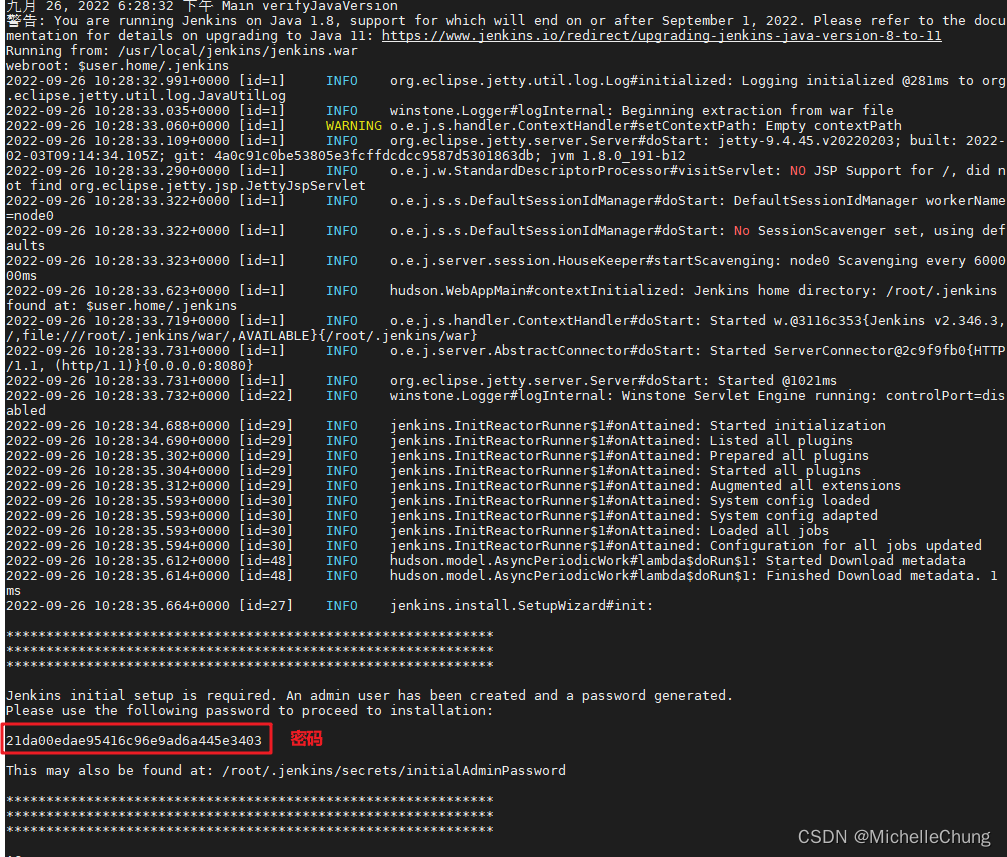 九月 26, 2022 6:28:32 下午 Main verifyJavaVersion
警告: You are running Jenkins on Java 1.8, support for which will end on or after September 1, 2022. Please refer to the docu
mentation for details on upgrading to Java 11: https://www.jenkins.io/redirect/upgrading-jenkins-java-version-8-to-11
Running from: /usr/local/jenkins/jenkins.war
webroot: $user.home/.jenkins
2022-09-26 10:28:32.991+0000 [id=1] INFO org.eclipse.jetty.util.log.Log#initialized: Logging initialized @281ms to org
.eclipse.jetty.util.log.JavaUtilLog
2022-09-26 10:28:33.035+0000 [id=1] INFO winstone.Logger#logInternal: Beginning extraction from war file
2022-09-26 10:28:33.060+0000 [id=1] WARNING o.e.j.s.handler.ContextHandler#setContextPath: Empty contextPath
2022-09-26 10:28:33.109+0000 [id=1] INFO org.eclipse.jetty.server.Server#doStart: jetty-9.4.45.v20220203; built: 2022-
02-03T09:14:34.105Z; git: 4a0c91c0be53805e3fcffdcdcc9587d5301863db; jvm 1.8.0_191-b12
2022-09-26 10:28:33.290+0000 [id=1] INFO o.e.j.w.StandardDescriptorProcessor#visitServlet: NO JSP Support for /, did n
ot find org.eclipse.jetty.jsp.JettyJspServlet
2022-09-26 10:28:33.322+0000 [id=1] INFO o.e.j.s.s.DefaultSessionIdManager#doStart: DefaultSessionIdManager workerName
=node0
2022-09-26 10:28:33.322+0000 [id=1] INFO o.e.j.s.s.DefaultSessionIdManager#doStart: No SessionScavenger set, using def
aults
2022-09-26 10:28:33.323+0000 [id=1] INFO o.e.j.server.session.HouseKeeper#startScavenging: node0 Scavenging every 6000
00ms
2022-09-26 10:28:33.623+0000 [id=1] INFO hudson.WebAppMain#contextInitialized: Jenkins home directory: /root/.jenkins
found at: $user.home/.jenkins
2022-09-26 10:28:33.719+0000 [id=1] INFO o.e.j.s.handler.ContextHandler#doStart: Started w.@3116c353{Jenkins v2.346.3,
/,file:///root/.jenkins/war/,AVAILABLE}{/root/.jenkins/war}
2022-09-26 10:28:33.731+0000 [id=1] INFO o.e.j.server.AbstractConnector#doStart: Started ServerConnector@2c9f9fb0{HTTP
/1.1, (http/1.1)}{0.0.0.0:8080}
2022-09-26 10:28:33.731+0000 [id=1] INFO org.eclipse.jetty.server.Server#doStart: Started @1021ms
2022-09-26 10:28:33.732+0000 [id=22] INFO winstone.Logger#logInternal: Winstone Servlet Engine running: controlPort=dis
abled
2022-09-26 10:28:34.688+0000 [id=29] INFO jenkins.InitReactorRunner$1#onAttained: Started initialization
2022-09-26 10:28:34.690+0000 [id=29] INFO jenkins.InitReactorRunner$1#onAttained: Listed all plugins
2022-09-26 10:28:35.302+0000 [id=29] INFO jenkins.InitReactorRunner$1#onAttained: Prepared all plugins
2022-09-26 10:28:35.304+0000 [id=29] INFO jenkins.InitReactorRunner$1#onAttained: Started all plugins
2022-09-26 10:28:35.312+0000 [id=29] INFO jenkins.InitReactorRunner$1#onAttained: Augmented all extensions
2022-09-26 10:28:35.593+0000 [id=30] INFO jenkins.InitReactorRunner$1#onAttained: System config loaded
2022-09-26 10:28:35.593+0000 [id=30] INFO jenkins.InitReactorRunner$1#onAttained: System config adapted
2022-09-26 10:28:35.593+0000 [id=30] INFO jenkins.InitReactorRunner$1#onAttained: Loaded all jobs
2022-09-26 10:28:35.594+0000 [id=30] INFO jenkins.InitReactorRunner$1#onAttained: Configuration for all jobs updated
2022-09-26 10:28:35.612+0000 [id=48] INFO hudson.model.AsyncPeriodicWork#lambda$doRun$1: Started Download metadata
2022-09-26 10:28:35.614+0000 [id=48] INFO hudson.model.AsyncPeriodicWork#lambda$doRun$1: Finished Download metadata. 1
ms
2022-09-26 10:28:35.664+0000 [id=27] INFO jenkins.install.SetupWizard#init:
*************************************************************
*************************************************************
*************************************************************
Jenkins initial setup is required. An admin user has been created and a password generated.
Please use the following password to proceed to installation:
21da00edae95416c96e9ad6a445e3403 密码
This may also be found at: /root/.jenkins/secrets/initialAdminPassword
*************************************************************
*************************************************************
*************************************************************
CSDN @MichelleChung